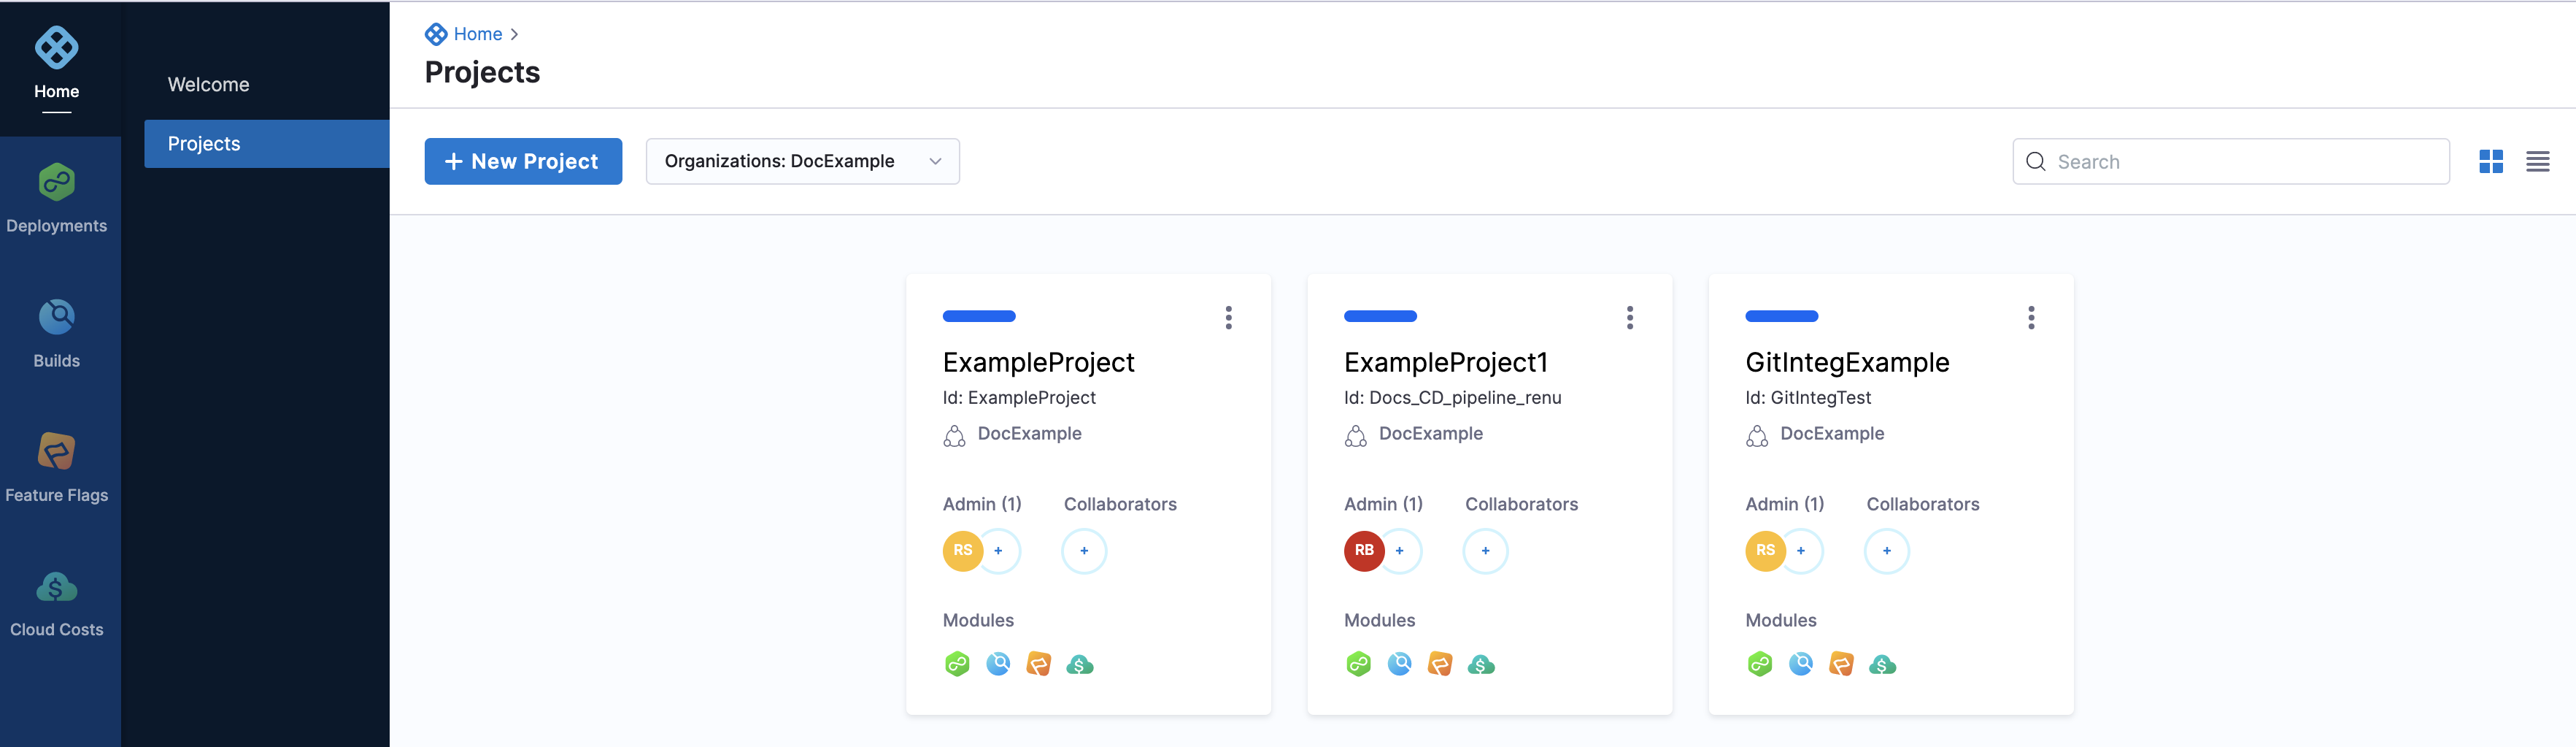 Home
Deployments
Builds
Feature Flags
Cloud Costs
Welcome
Projects
Home
Projects
+ New Project
Organizations: DocExample
Search
ExampleProject
Id: ExampleProject
DocExample
Admin (1) Collaborators
RS + +
Modules
ExampleProject1
Id: Docs_CD_pipeline_renu
DocExample
Admin (1) Collaborators
RB + +
Modules
GitIntegExample
Id: GitIntegTest
DocExample
Admin (1) Collaborators
RS + +
Modules